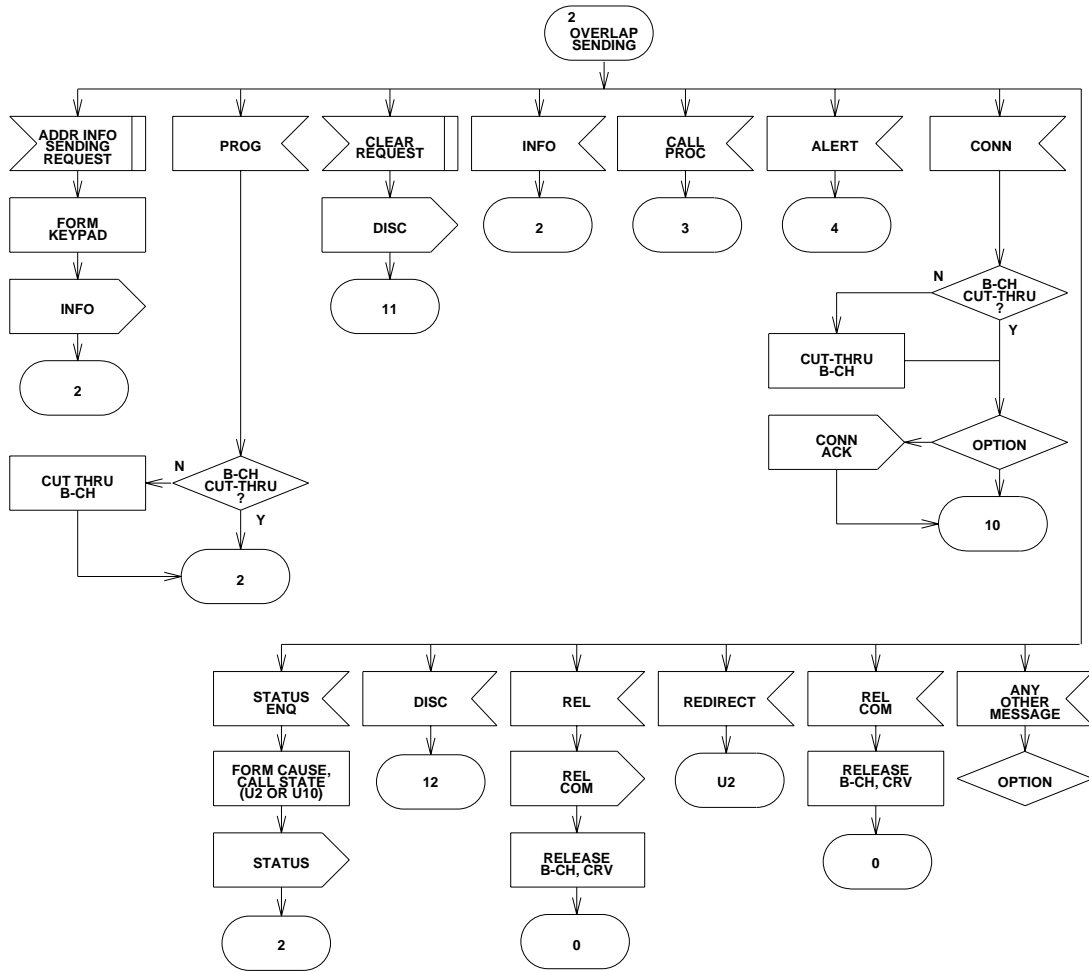 2
OVERLAP
SENDING
ADDR INFO
SENDING
REQUEST
PROG
CLEAR
REQUEST
INFO
CALL
PROC
ALERT
CONN
FORM
KEYPAD
DISC
2
3
4
INFO
11
N
B-CH
CUT-THRU
?
Y
2
CUT-THRU
B-CH
CONN
ACK
OPTION
CUT THRU
B-CH
N
B-CH
CUT-THRU
?
Y
10
2
STATUS
ENQ
DISC
REL
REDIRECT
REL
COM
ANY
OTHER
MESSAGE
FORM CAUSE,
CALL STATE
(U2 OR U10)
12
REL
COM
U2
RELEASE
B-CH, CRV
OPTION
STATUS
RELEASE
B-CH, CRV
0
2
0